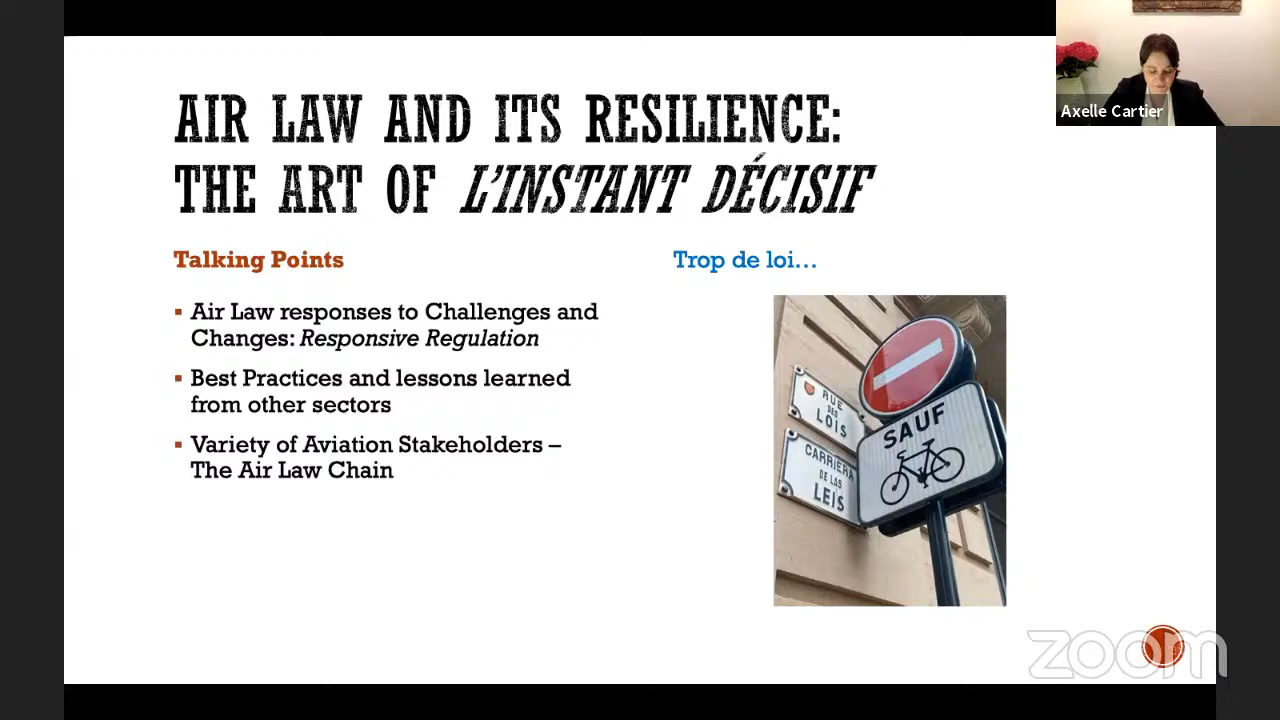 AIR LAW AND ITS RESILIENCE:
THE ART OF L'INSTANT DÉCISIF
Axelle Cartier
Talking Points
▪ Air Law responses to Challenges and
Changes: Responsive Regulation
▪ Best Practices and lessons learned
from other sectors
▪ Variety of Aviation Stakeholders –
The Air Law Chain
Trop de loi…
RUE
DES
LOIS
CARRIÈRA
DE LAS
LEIS
SAUF
zoom